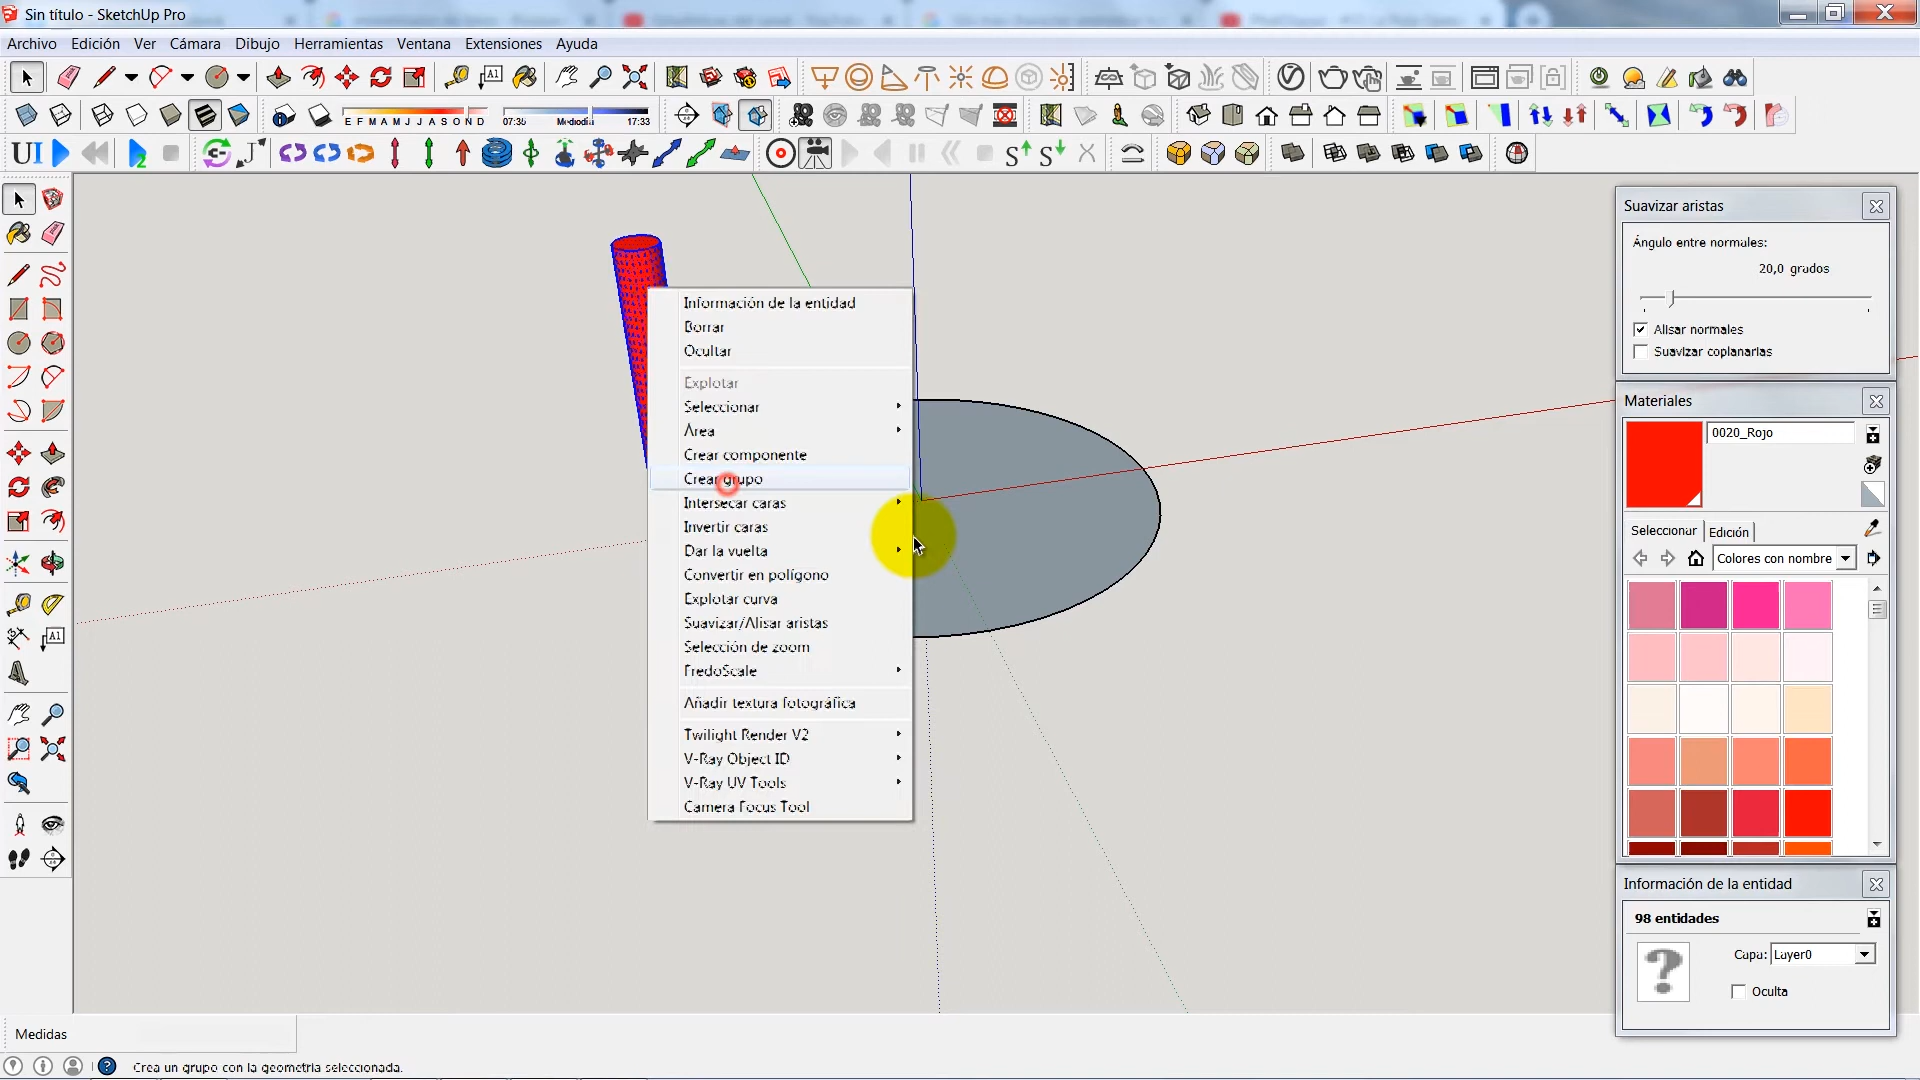 Sin título - SketchUp Pro
Archivo Edición Ver Cámara Dibujo Herramientas Ventana Extensiones Ayuda
E F M A M J J A S O N D 07:35 Mediodía 17:33
UI
Suavizar aristas
Ángulo entre normales:
20,0 grados
Alisar normales
Suavizar coplanarias
Materiales
0020_Rojo
Seleccionar Edición
Colores con nombre
Información de la entidad
98 entidades
Capa: Layer0
Oculta
Información de la entidad
Borrar
Ocultar
Explotar
Seleccionar
Área
Crear componente
Crear grupo
Intersecar caras
Invertir caras
Dar la vuelta
Convertir en polígono
Explotar curva
Suavizar/Alisar aristas
Selección de zoom
FredoScale
Añadir textura fotográfica
Twilight Render V2
V-Ray Object ID
V-Ray UV Tools
Camera Focus Tool
Medidas
Crea un grupo con la geometría seleccionada.